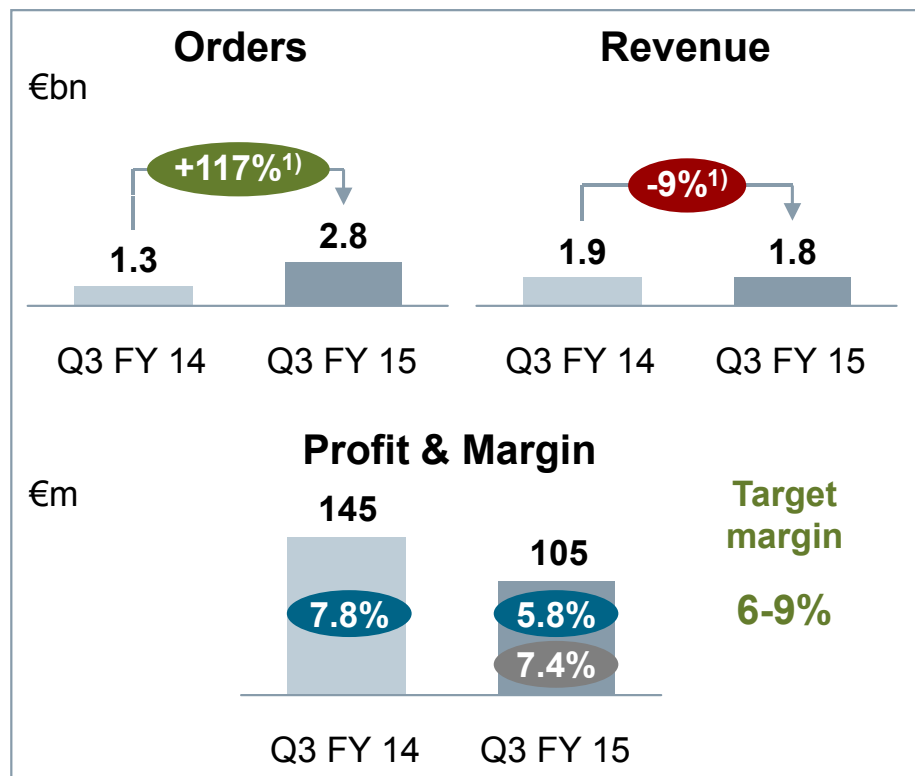 Orders
Revenue
€bn
+117%1)
-9%1)
1.3
2.8
1.9
1.8
Q3 FY 14
Q3 FY 15
Q3 FY 14
Q3 FY 15
Profit & Margin
€m
145
105
Target
margin
7.8%
5.8%
6-9%
7.4%
Q3 FY 14
Q3 FY 15